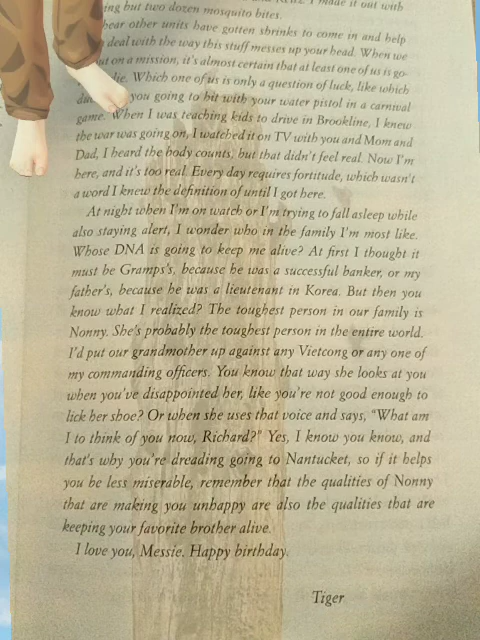 ing but two dozen mosquito bites.
hear other units have gotten shrinks to come in and help
deal with the way this stuff messes up your head. When we
out on a mission, it's almost certain that at least one of us is go-
die. Which one of us is only a question of luck, like which
you going to hit with your water pistol in a carnival
game. When I was teaching kids to drive in Brookline, I knew
the war was going on, I watched it on TV with you and Mom and
Dad, I heard the body counts, but that didn't feel real. Now I'm
here, and it's too real. Every day requires fortitude, which wasn't
a word I knew the definition of until I got here.
At night when I'm on watch or I'm trying to fall asleep while
also staying alert, I wonder who in the family I'm most like.
Whose DNA is going to keep me alive? At first I thought it
must be Gramps's, because he was a successful banker, or my
father's, because he was a lieutenant in Korea. But then you
know what I realized? The toughest person in our family is
Nonny. She's probably the toughest person in the entire world.
I'd put our grandmother up against any Vietcong or any one of
my commanding officers. You know that way she looks at you
when you've disappointed her, like you're not good enough to
lick her shoe? Or when she uses that voice and says, "What am
I to think of you now, Richard?" Yes, I know you know, and
that's why you're dreading going to Nantucket, so if it helps
you be less miserable, remember that the qualities of Nonny
that are making you unhappy are also the qualities that are
keeping your favorite brother alive.
I love you, Messie. Happy birthday.
Tiger